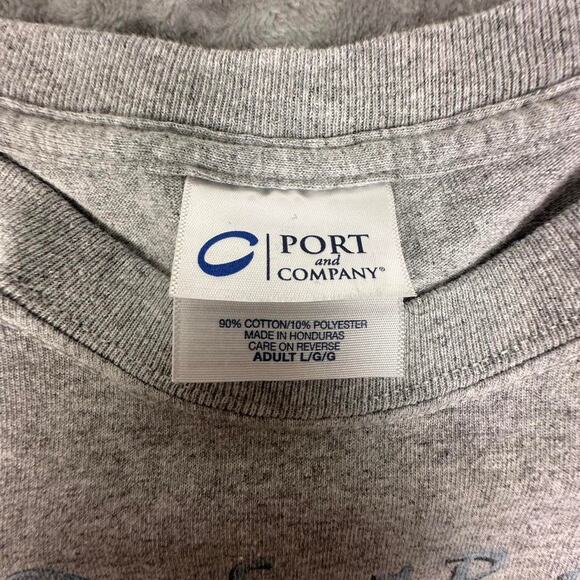 PORT
and
COMPANY®
90% COTTON/10% POLYESTER
MADE IN HONDURAS
CARE ON REVERSE
ADULT L/G/G